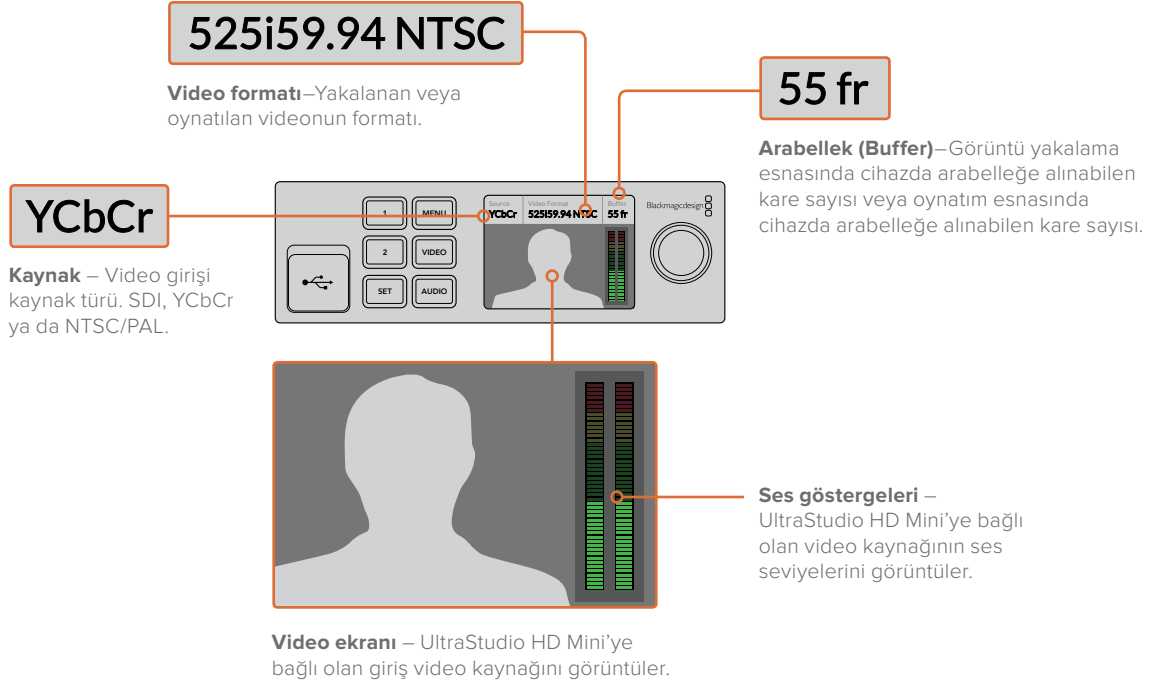 525i59.94 NTSC
Video formatı–Yakalanan veya
oynatılan videonun formatı.
55 fr
Arabellek (Buffer)–Görüntü yakalama
esnasında cihazda arabelleğe alınabilen
kare sayısı veya oynatım esnasında
cihazda arabelleğe alınabilen kare sayısı.
YCbCr
Kaynak – Video girişi
kaynak türü. SDI, YCbCr
ya da NTSC/PAL.
1
MENU
2
VIDEO
SET
AUDIO
Source
YCbCr
Video Format
525I59.94 NTSC
Buffer
55 fr
Blackmagicdesign
Ses göstergeleri –
UltraStudio HD Mini’ye bağlı
olan video kaynağının ses
seviyelerini görüntüler.
Video ekranı – UltraStudio HD Mini’ye
bağlı olan giriş video kaynağını görüntüler.